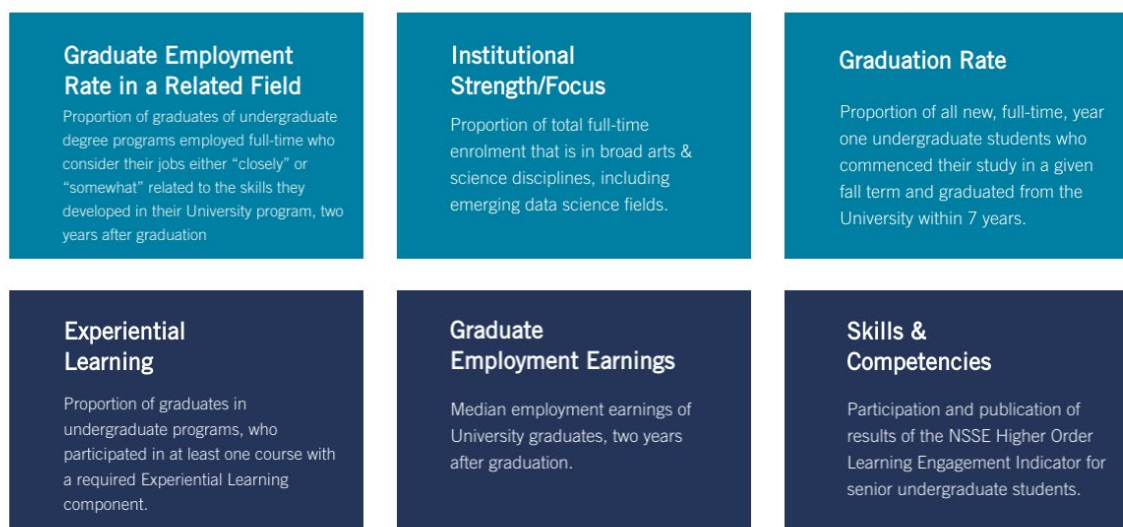 Graduate Employment
Rate in a Related Field
Proportion of graduates of undergraduate
degree programs employed full-time who
consider their jobs either “closely” or
“somewhat” related to the skills they
developed in their University program, two
years after graduation
Institutional
Strength/Focus
Proportion of total full-time
enrolment that is in broad arts &
science disciplines, including
emerging data science fields.
Graduation Rate
Proportion of all new, full-time, year
one undergraduate students who
commenced their study in a given
fall term and graduated from the
University within 7 years.
Experiential
Learning
Proportion of graduates in
undergraduate programs, who
participated in at least one course with
a required Experiential Learning
component.
Graduate
Employment Earnings
Median employment earnings of
University graduates, two years
after graduation.
Skills &
Competencies
Participation and publication of
results of the NSSE Higher Order
Learning Engagement Indicator for
senior undergraduate students.